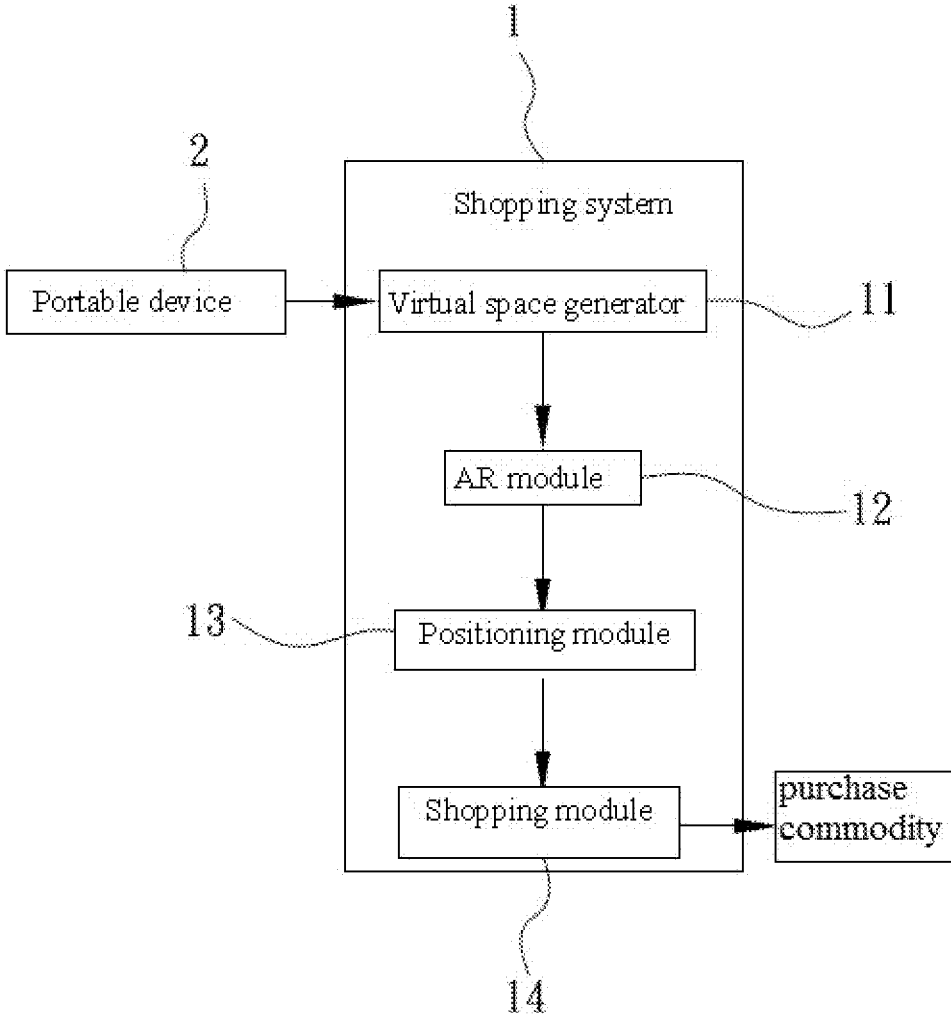 1
2
Shopping system
Portable device
Virtual space generator
11
AR module
12
13
Positioning module
Shopping module
purchase
commodity
14